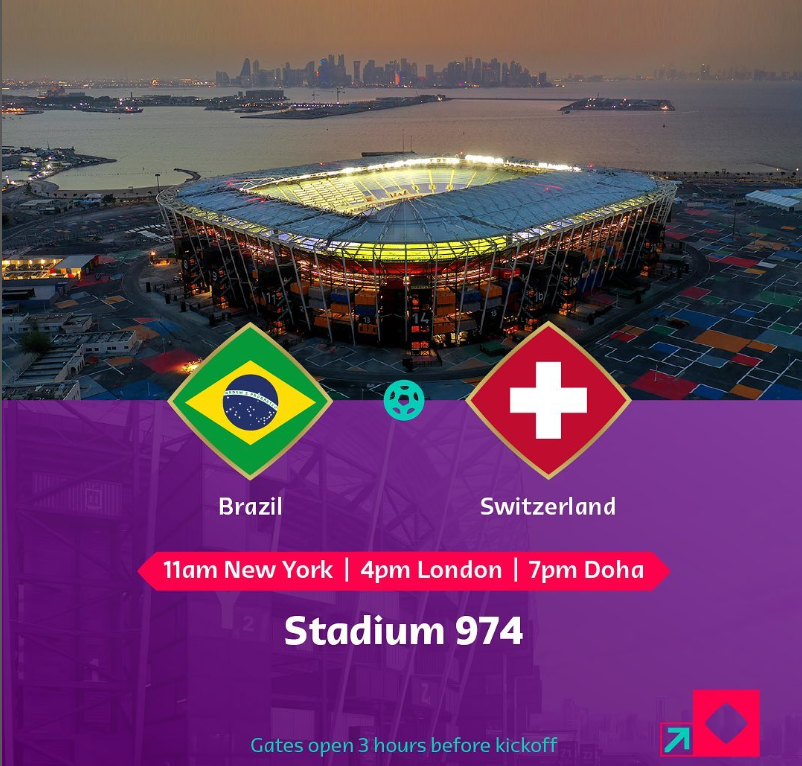 Brazil
Switzerland
11am New York | 4pm London | 7pm Doha
Stadium 974
Gates open 3 hours before kickoff